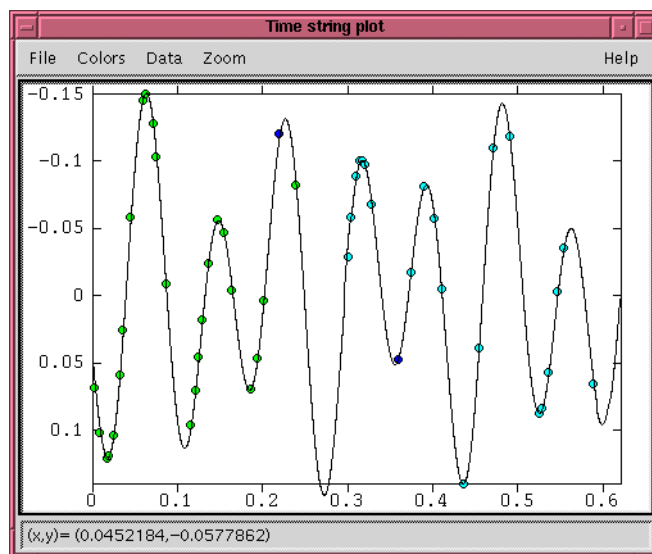 Time string plot
File Colors Data Zoom Help
-0.15
-0.1
-0.05
0
0.05
0.1
0 0.1 0.2 0.3 0.4 0.5 0.6
(x,y)= (0.0452184,-0.0577862)